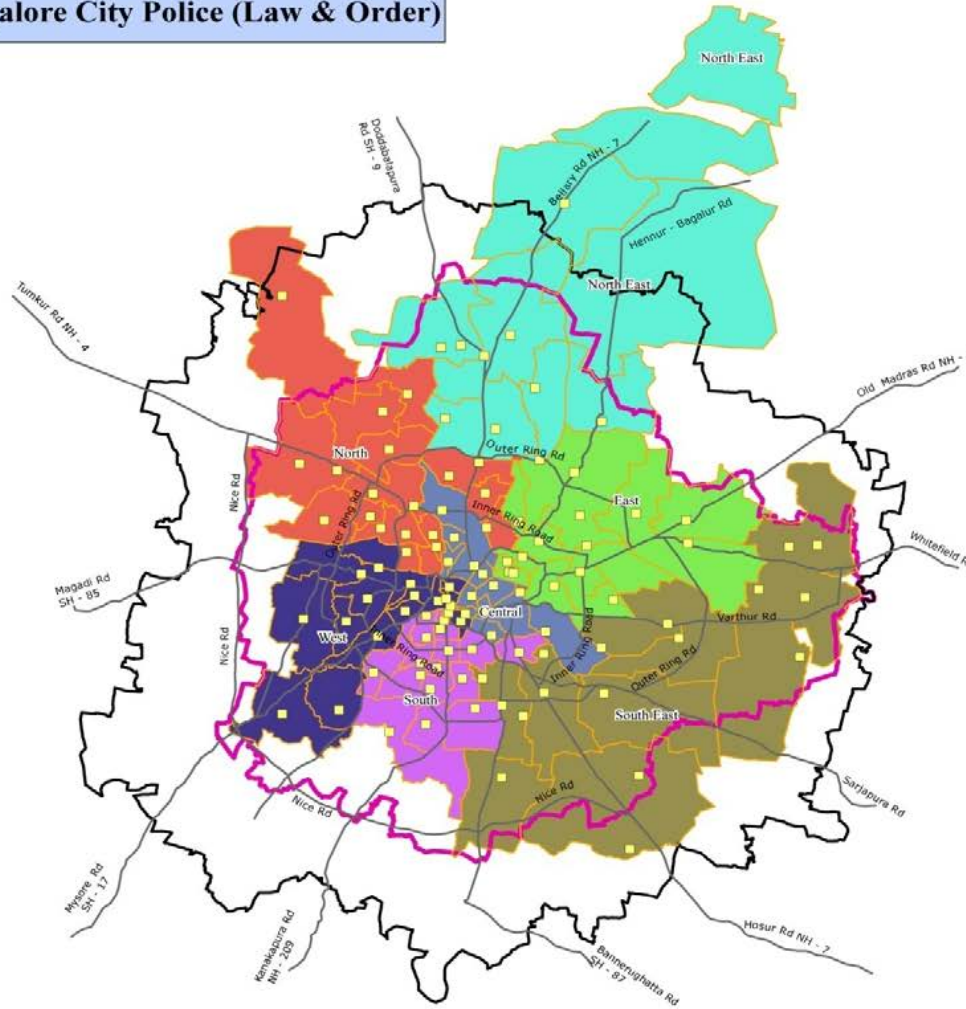 alore City Police (Law & Order)
North East
Doddabalapura
Rd SH - 9
Bellary Rd NH - 7
Hennur - Bagalur Rd
North East
Tumkur Rd NH - 4
Old Madras Rd NH -
North
Outer Ring Rd
Nice Rd
Outer Ring Rd
Inner Ring Road
East
Whitefield R
Magadi Rd
SH - 85
Central
Varthur Rd
Nice Rd
West
Ring Road
Inner Ring Road
Outer Ring Rd
South
South East
Nice Rd
Nice Rd
Sarjapura Rd
Mysore Rd
SH - 17
Kanakapura Rd
NH - 209
Bannerughatta Rd
SH - 87
Hosur Rd NH - 7